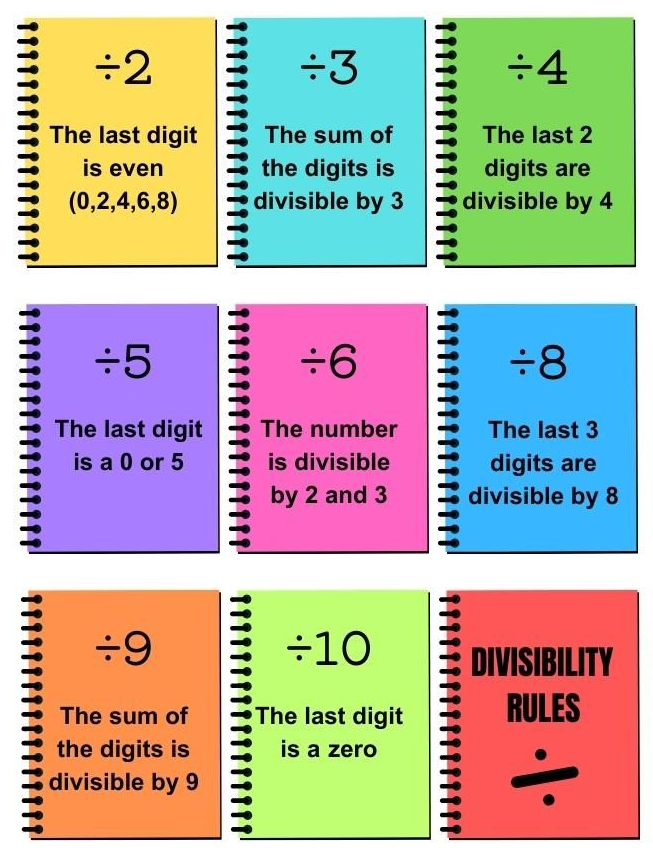 ÷2
The last digit
is even
(0,2,4,6,8)
÷3
The sum of
the digits is
divisible by 3
÷4
The last 2
digits are
divisible by 4
÷5
The last digit
is a 0 or 5
÷6
The number
is divisible
by 2 and 3
÷8
The last 3
digits are
divisible by 8
÷9
The sum of
the digits is
divisible by 9
÷10
The last digit
is a zero
DIVISIBILITY
RULES
÷